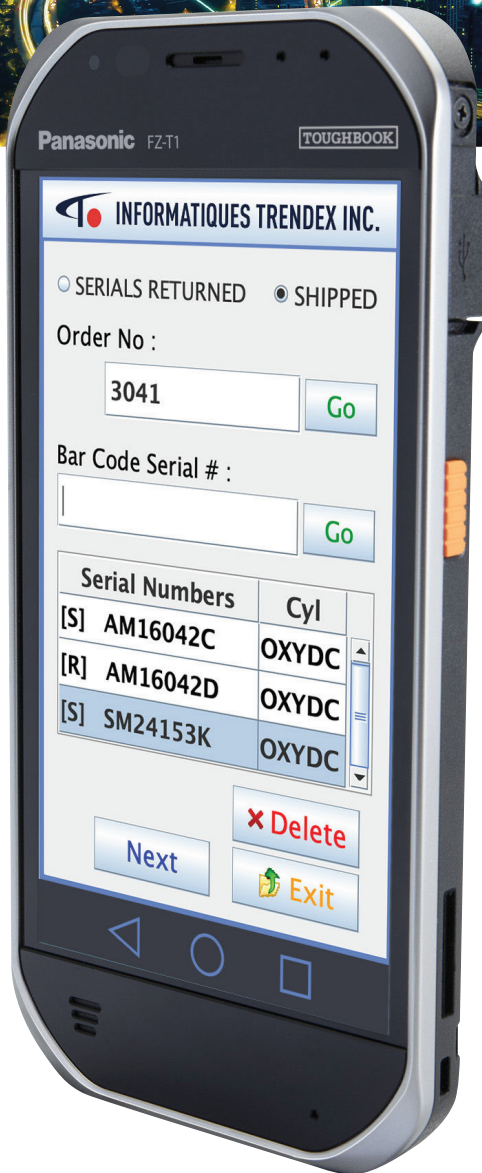 Panasonic FZ-T1 TOUGHBOOK
INFORMATIQUES TRENDEX INC.
SERIALS RETURNED SHIPPED
Order No :
3041 Go
Bar Code Serial # :
Go
Serial Numbers Cyl
[S] AM16042C OXYDC
[R] AM16042D OXYDC
[S] SM24153K OXYDC
Delete
Next
Exit